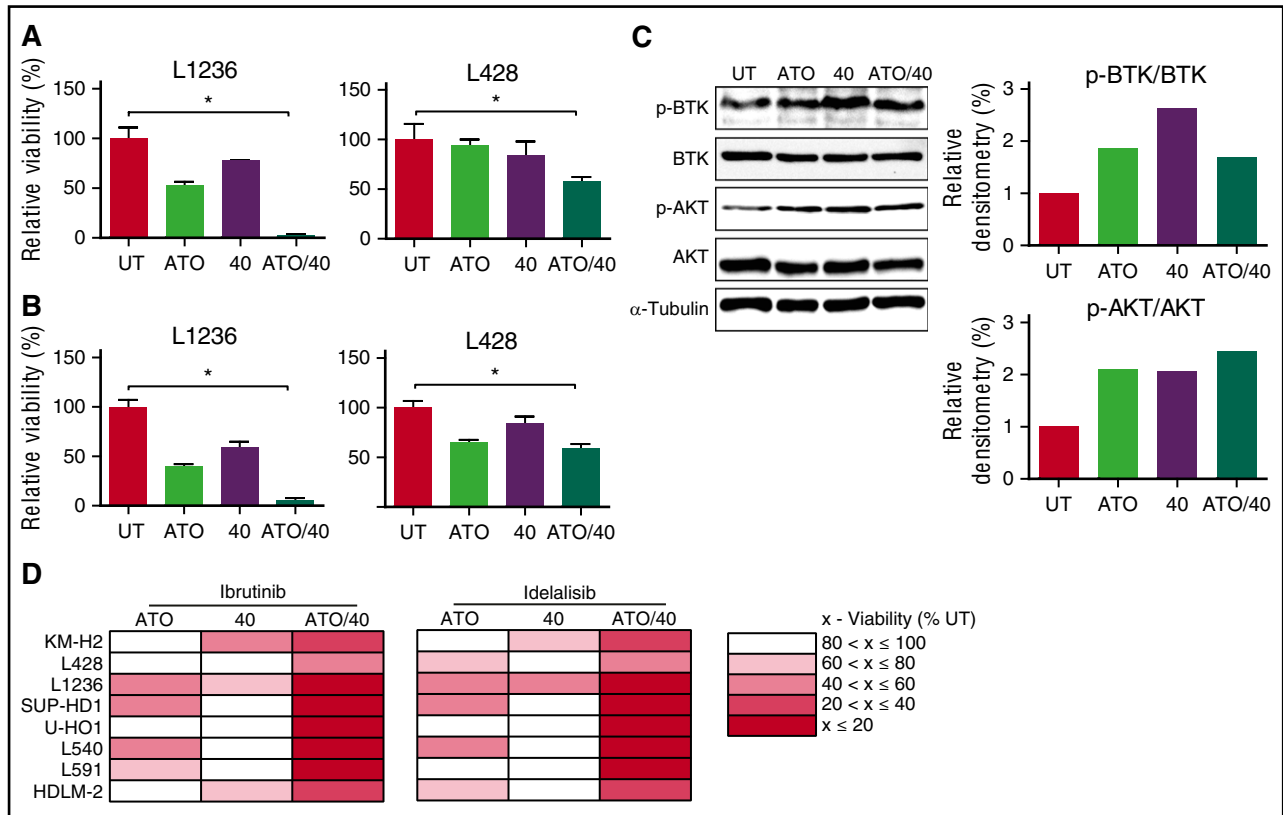 A
L1236
L428
Relative viability (%)
150
100
50
0
*
UT ATO 40 ATO/40
150
100
50
0
*
UT ATO 40 ATO/40
B
L1236
L428
Relative viability (%)
150
100
50
0
*
UT ATO 40 ATO/40
150
100
50
*
UT ATO 40 ATO/40
C
UT ATO 40 ATO/40
p-BTK
BTK
p-AKT
AKT
α-Tubulin
p-BTK/BTK
Relative
densitometry (%)
3
2
1
0
UT ATO 40 ATO/40
p-AKT/AKT
Relative
densitometry (%)
3
2
1
0
UT ATO 40 ATO/40
D
Ibrutinib
Idelalisib
ATO 40 ATO/40
ATO 40 ATO/40
KM-H2
L428
L1236
SUP-HD1
U-HO1
L540
L591
HDLM-2
x - Viability (% UT)
80 < x ≤ 100
60 < x ≤ 80
40 < x ≤ 60
20 < x ≤ 40
x ≤ 20